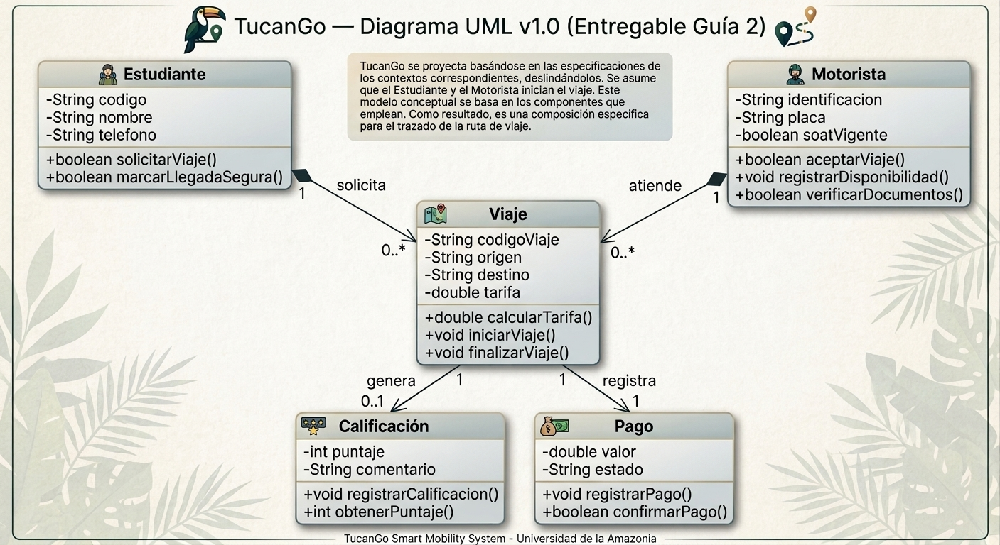 TucanGo — Diagrama UML v1.0 (Entregable Guía 2)
TucanGo se proyecta basándose en las especificaciones de
los contextos correspondientes, deslindándolos. Se asume
que el Estudiante y el Motorista iniclan el viaje. Este
modelo conceptual se basa en los componentes que
emplean. Como resultado, es una composición especifica
para el trazado de la ruta de vlaje.
Estudiante
-String codigo
-String nombre
-String telefono
+boolean solicitarViaje()
+boolean marcarLlegadaSegura()
Motorista
-String identificacion
-String placa
-boolean soatVigente
+boolean aceptarViaje()
+void registrarDisponibilidad()
+boolean verificarDocumentos()
1
solicita
0..*
atiende
1
0..*
Viaje
-String codigoViaje
-String origen
-String destino
-double tarifa
+double calcularTarifa()
+void iniciarViaje()
+void finalizarViaje()
genera
1
0..1
1
registra
1
Calificación
-int puntaje
-String comentario
+void registrarCalificacion()
+int obtenerPuntaje()
Pago
-double valor
-String estado
+void registrarPago()
+boolean confirmarPago()
TucanGo Smart Mobility System - Universidad de la Amazonia